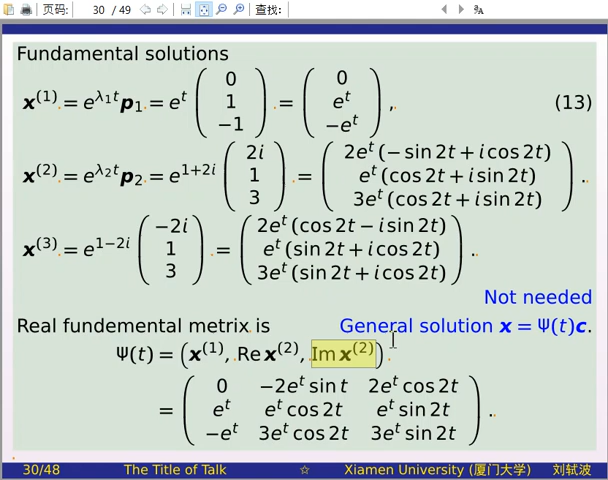 页码: 30 / 49 查找:
Fundamental solutions
x⁽¹⁾ = e^{λ₁t} p₁ = e^t ( 0 ; 1 ; −1 ) = ( 0 ; e^t ; −e^t ) , (13)
x⁽²⁾ = e^{λ₂t} p₂ = e^{1+2i} ( 2i ; 1 ; 3 ) = ( 2e^t (− sin 2t + i cos 2t) ; e^t (cos 2t + i sin 2t) ; 3e^t (cos 2t + i sin 2t) ) .
x⁽³⁾ = e^{1−2i} ( −2i ; 1 ; 3 ) = ( 2e^t (cos 2t − i sin 2t) ; e^t (sin 2t + i cos 2t) ; 3e^t (sin 2t + i cos 2t) ) .
Not needed
Real fundemental metrix is General solution x = Ψ(t)c.
Ψ(t) = (x⁽¹⁾, Re x⁽²⁾, Im x⁽²⁾)
= ( 0 −2e^t sin t 2e^t cos 2t ; e^t e^t cos 2t e^t sin 2t ; −e^t 3e^t cos 2t 3e^t sin 2t ) .
30/48 The Title of Talk ☆ Xiamen University (厦门大学) 刘轼波